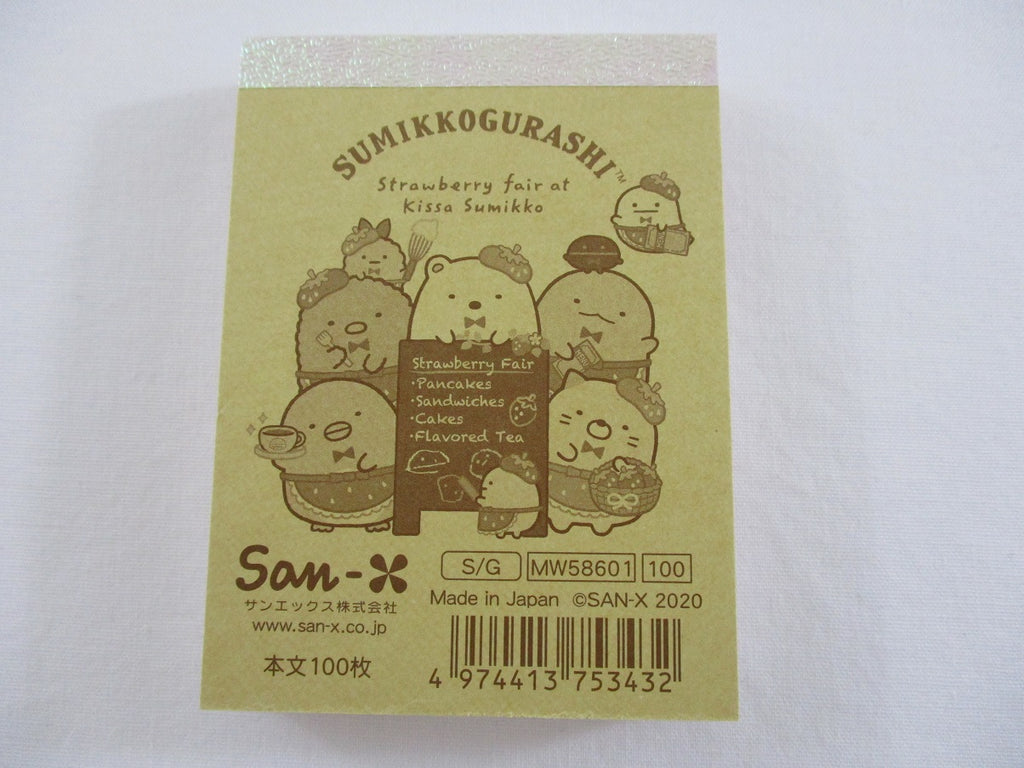 SUMIKKOGURASHI™
Strawberry fair at
Kissa Sumikko
Strawberry Fair
·Pancakes
·Sandwiches
·Cakes
·Flavored Tea
San-X
サンエックス株式会社
www.san-x.co.jp
本文100枚
S/G MW58601 100
Made in Japan ©SAN-X 2020
4 974413 753432